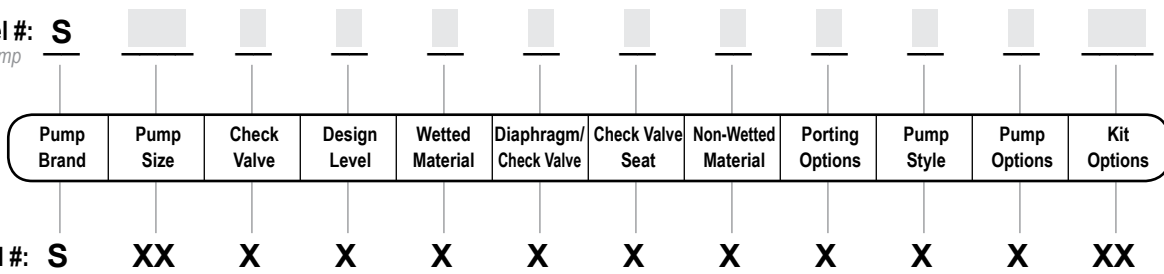 el #: S
mp
Pump Brand
Pump Size
Check Valve
Design Level
Wetted Material
Diaphragm/ Check Valve
Check Valve Seat
Non-Wetted Material
Porting Options
Pump Style
Pump Options
Kit Options
l #: S XX X X X X X X X X X XX